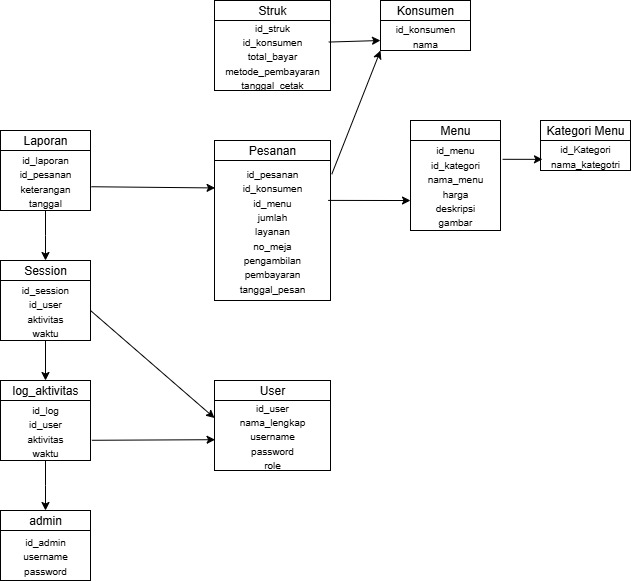 Struk
id_struk
id_konsumen
total_bayar
metode_pembayaran
tanggal_cetak
Konsumen
id_konsumen
nama
Laporan
id_laporan
id_pesanan
keterangan
tanggal
Pesanan
id_pesanan
id_konsumen
id_menu
jumlah
layanan
no_meja
pengambilan
pembayaran
tanggal_pesan
Menu
id_menu
id_kategori
nama_menu
harga
deskripsi
gambar
Kategori Menu
id_Kategori
nama_kategotri
Session
id_session
id_user
aktivitas
waktu
log_aktivitas
id_log
id_user
aktivitas
waktu
User
id_user
nama_lengkap
username
password
role
admin
id_admin
username
password